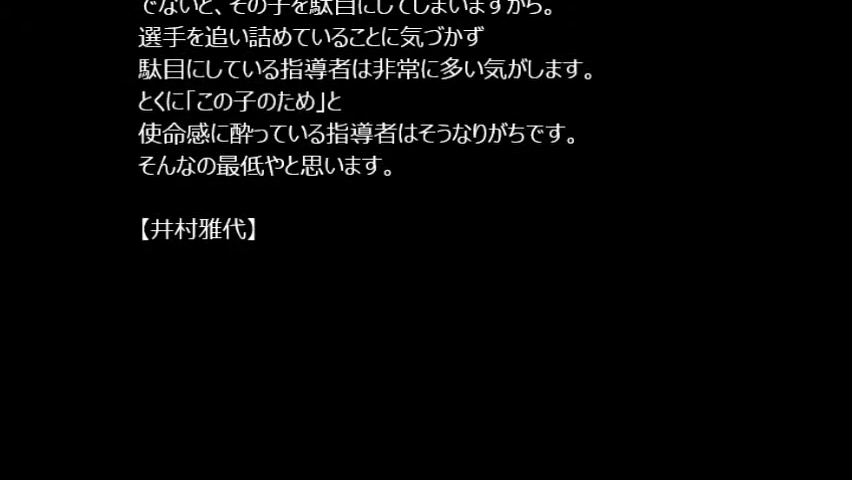 でないと、その子を駄目にしてしまいますから。
選手を追い詰めていることに気づかず
駄目にしている指導者は非常に多い気がします。
とくに「この子のため」と
使命感に酔っている指導者はそうなりがちです。
そんなの最低やと思います。
【井村雅代】